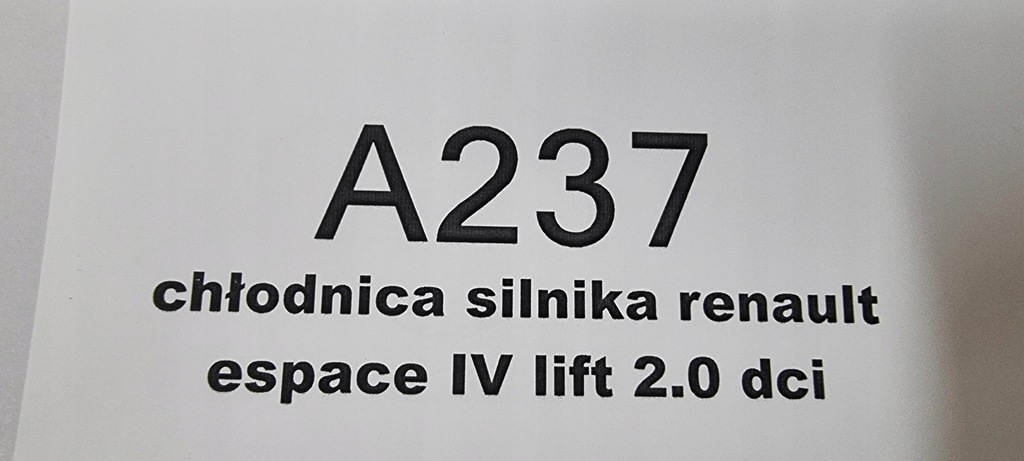 A237
chłodnica silnika renault
espace IV lift 2.0 dci